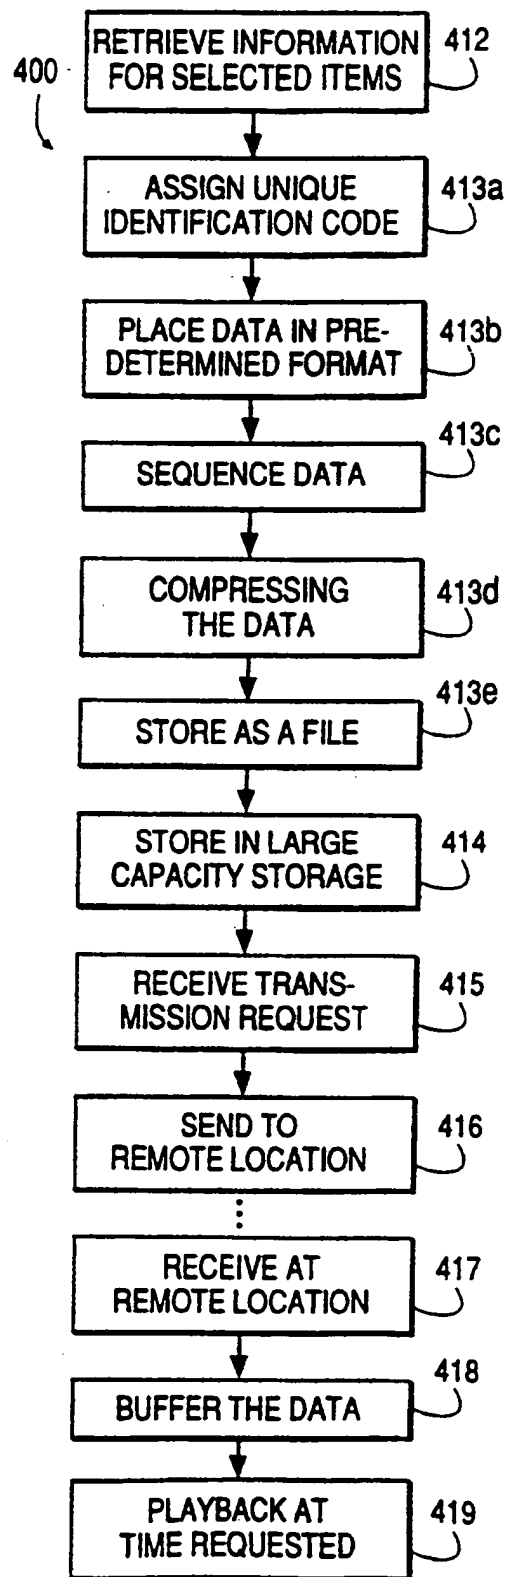 400
RETRIEVE INFORMATION
FOR SELECTED ITEMS
412
ASSIGN UNIQUE
IDENTIFICATION CODE
413a
PLACE DATA IN PRE-
DETERMINED FORMAT
413b
SEQUENCE DATA
413c
COMPRESSING
THE DATA
413d
STORE AS A FILE
413e
STORE IN LARGE
CAPACITY STORAGE
414
RECEIVE TRANS-
MISSION REQUEST
415
SEND TO
REMOTE LOCATION
416
RECEIVE AT
REMOTE LOCATION
417
BUFFER THE DATA
418
PLAYBACK AT
TIME REQUESTED
419